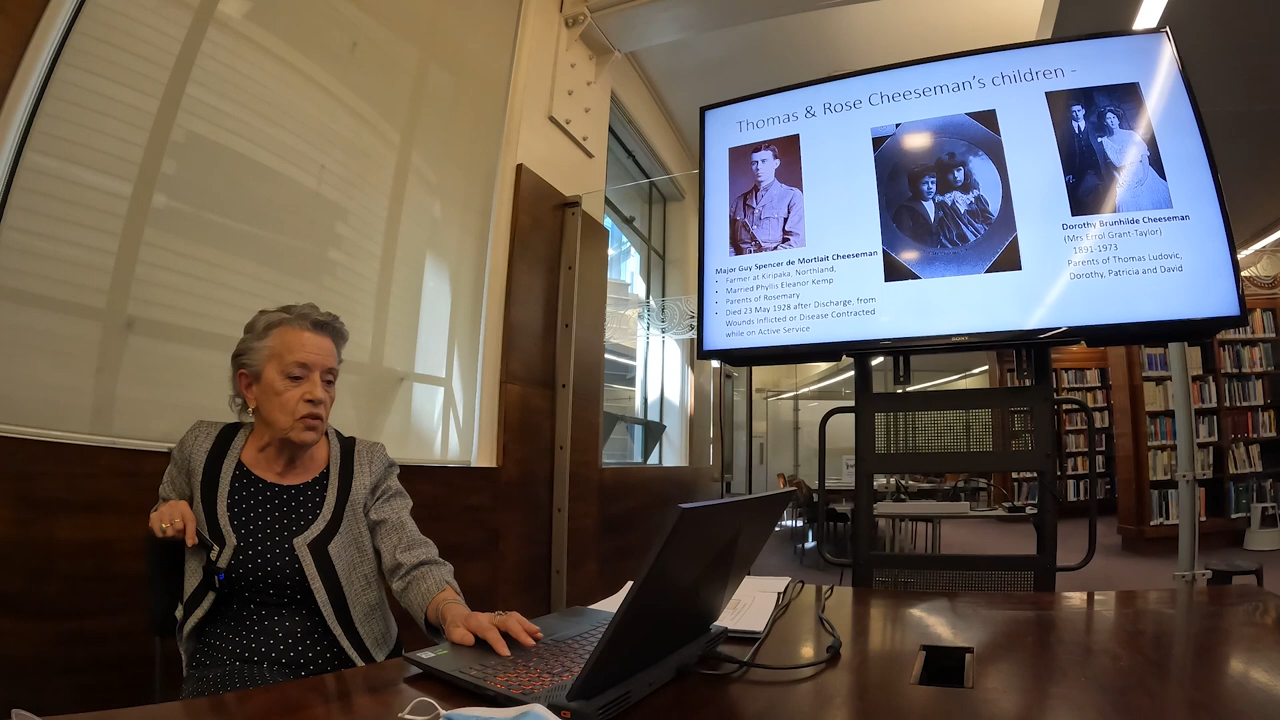 Thomas & Rose Cheeseman's children -
Major Guy Spencer de Mortlait Cheeseman
• Farmer at Kiripaka, Northland,
• Married Phyllis Eleanor Kemp
• Parents of Rosemary
• Died 23 May 1928 after Discharge, from
Wounds Inflicted or Disease Contracted
while on Active Service
Dorothy Brunhilde Cheeseman
(Mrs Errol Grant-Taylor)
1891-1973
Parents of Thomas Ludovic,
Dorothy, Patricia and David
SONY